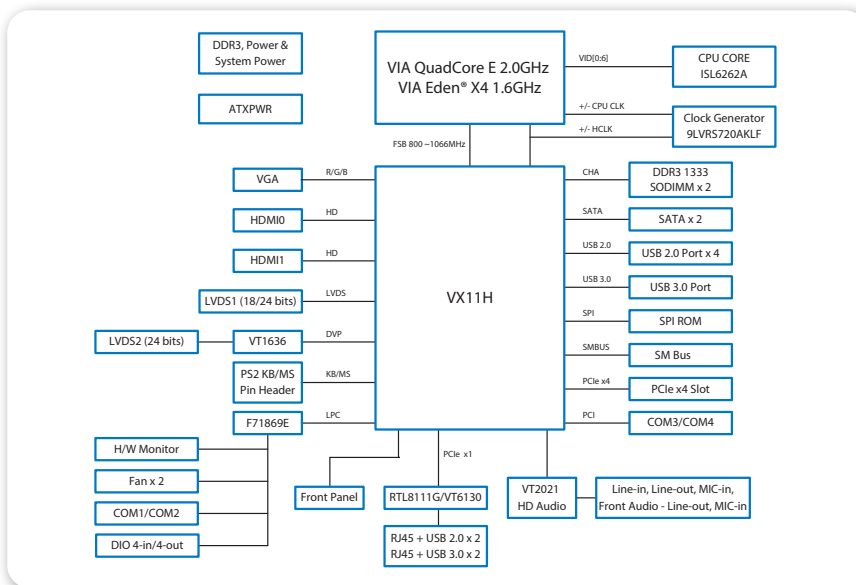 DDR3, Power &
System Power
ATXPWR
VIA QuadCore E 2.0GHz
VIA Eden® X4 1.6GHz
VID[0:6]
CPU CORE
ISL6262A
+/- CPU CLK
+/- HCLK
Clock Generator
9LVRS720AKLF
FSB 800 ~1066MHz
VGA
R/G/B
HDMI0
HD
HDMI1
HD
LVDS1 (18/24 bits)
LVDS
LVDS2 (24 bits)
VT1636
DVP
PS2 KB/MS
Pin Header
KB/MS
F71869E
LPC
VX11H
CHA
DDR3 1333
SODIMM x 2
SATA
SATA x 2
USB 2.0
USB 2.0 Port x 4
USB 3.0
USB 3.0 Port
SPI
SPI ROM
SMBUS
SM Bus
PCIe x4
PCIe x4 Slot
PCI
COM3/COM4
H/W Monitor
Fan x 2
COM1/COM2
DIO 4-in/4-out
Front Panel
PCIe x1
RTL8111G/VT6130
RJ45 + USB 2.0 x 2
RJ45 + USB 3.0 x 2
VT2021
HD Audio
Line-in, Line-out, MIC-in,
Front Audio - Line-out, MIC-in